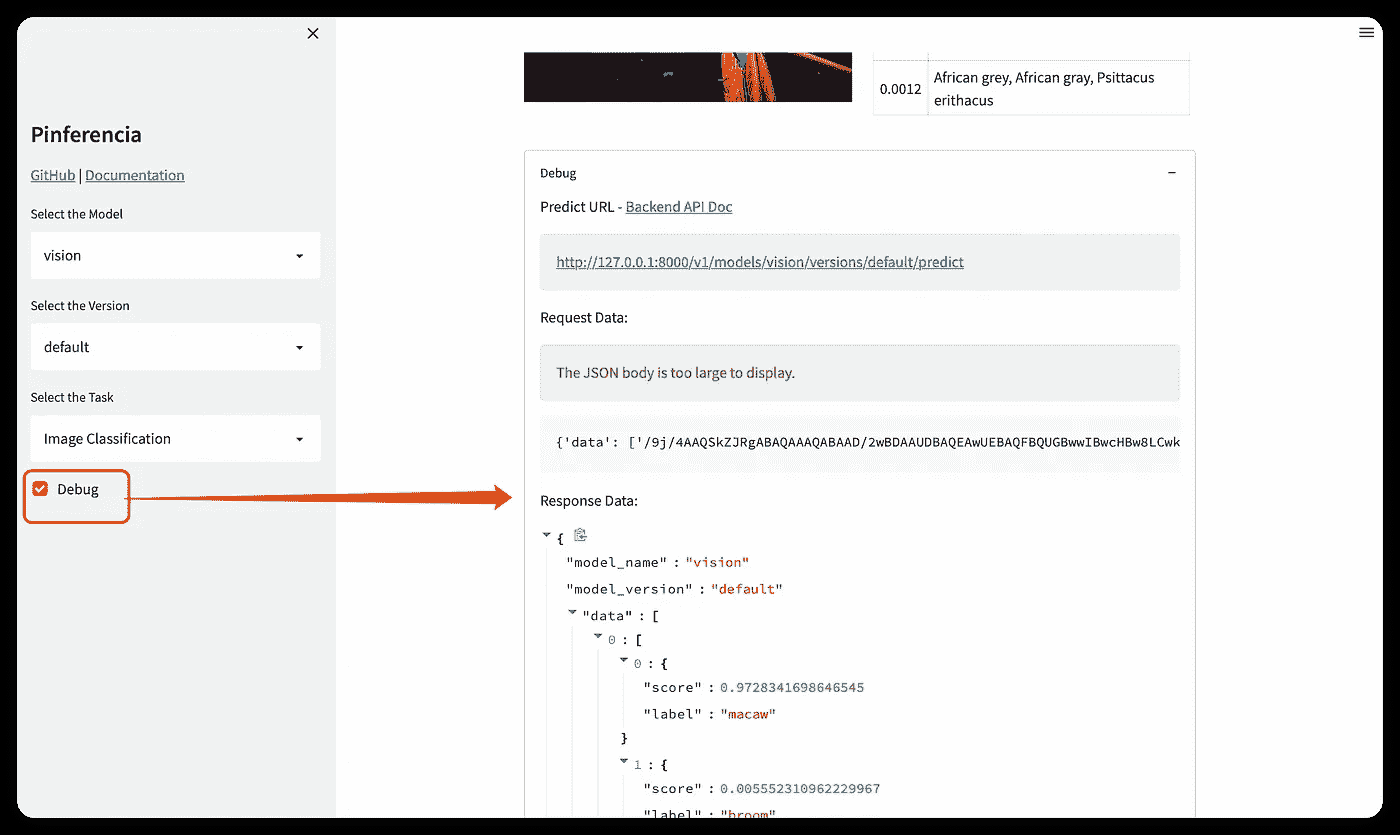 Pinferencia
GitHub | Documentation
Select the Model
vision
Select the Version
default
Select the Task
Image Classification
Debug
0.0012
African grey, African gray, Psittacus
erithacus
Debug
Predict URL - Backend API Doc
http://127.0.0.1:8000/v1/models/vision/versions/default/predict
Request Data:
The JSON body is too large to display.
{'data': ['/9j/4AAQSkZJRgABAQAAAQABAAD/2wBDAAUDBAQEAwUEBAQFBQUGBwwIBwcHBw8LCwk
Response Data:
{
"model_name" : "vision"
"model_version" : "default"
"data" : [
0 : [
0 : {
"score" : 0.9728341698646545
"label" : "macaw"
}
1 : {
"score" : 0.005552310962229967
"label" : "broom"